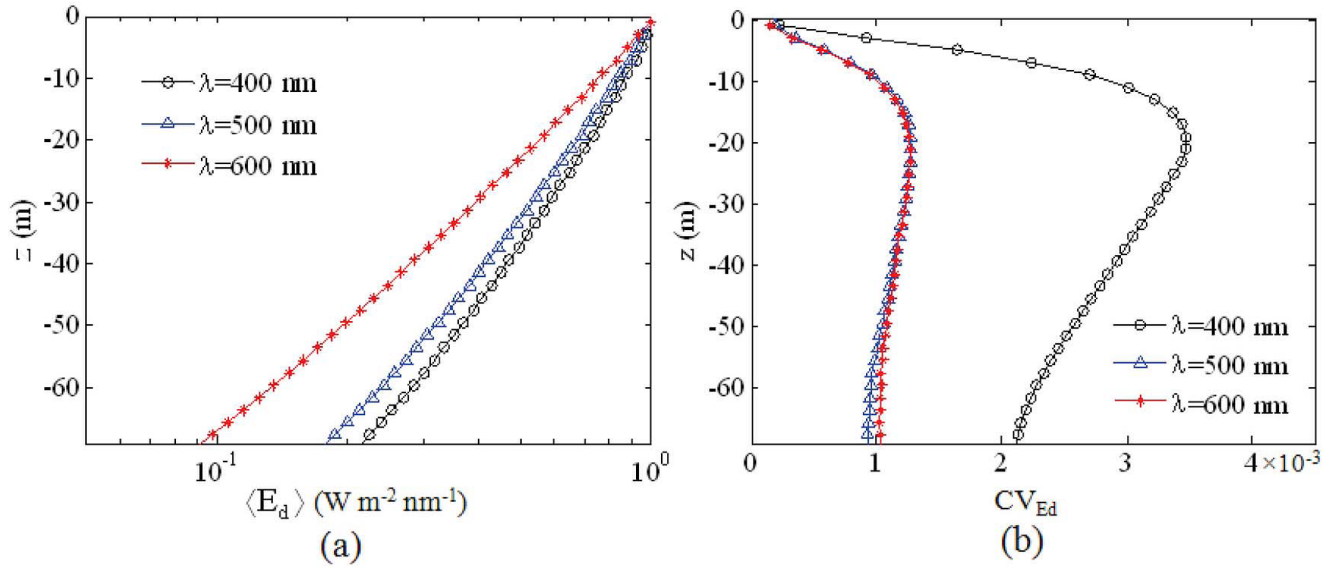 0
-10
-20
-30
-40
-50
-60
z (m)
λ=400 nm
λ=500 nm
λ=600 nm
10⁻¹
10⁰
⟨E_d⟩ (W m⁻² nm⁻¹)
(a)
0
-10
-20
-30
-40
-50
-60
z (m)
λ=400 nm
λ=500 nm
λ=600 nm
0 1 2 3 4 ×10⁻³
CV_Ed
(b)